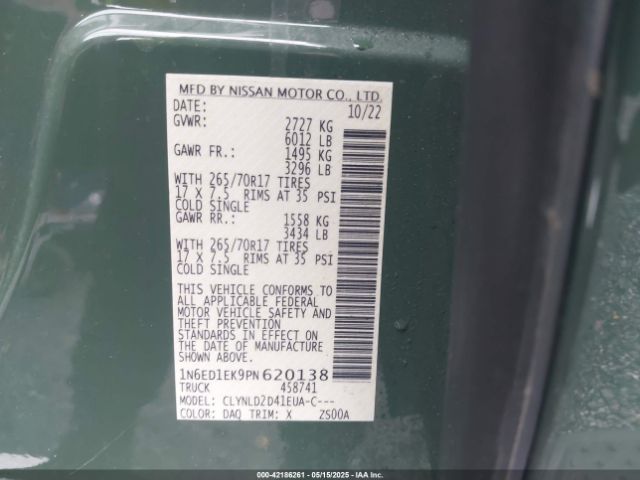 MFD BY NISSAN MOTOR CO., LTD.
DATE: 10/22
GVWR: 2727 KG
6012 LB
GAWR FR.: 1495 KG
3296 LB
WITH 265/70R17 TIRES
17 X 7.5 RIMS AT 35 PSI
COLD SINGLE
GAWR RR.: 1558 KG
3434 LB
WITH 265/70R17 TIRES
17 X 7.5 RIMS AT 35 PSI
COLD SINGLE
THIS VEHICLE CONFORMS TO
ALL APPLICABLE FEDERAL
MOTOR VEHICLE SAFETY AND
THEFT PREVENTION
STANDARDS IN EFFECT ON
THE DATE OF MANUFACTURE
SHOWN ABOVE.
1N6ED1EK9PN620138
TRUCK 458741
MODEL: CLYNLD2D41EUA-C---
COLOR: DAQ TRIM: X ZS00A
000-42186261 - 05/15/2025 - IAAI.COM